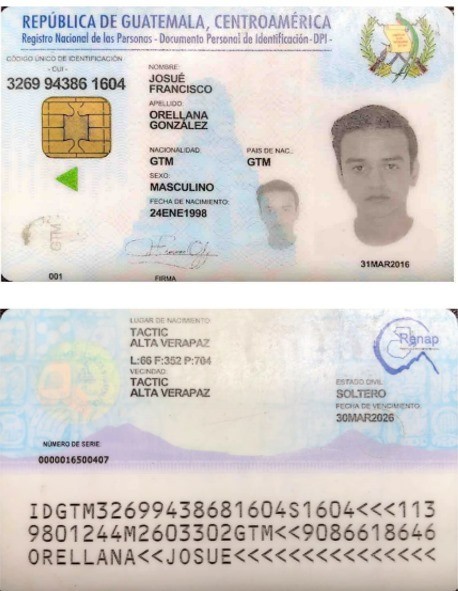 REPÚBLICA DE GUATEMALA, CENTROAMÉRICA
Registro Nacional de las Personas - Documento Personal de Identificación - DPI -
CÓDIGO ÚNICO DE IDENTIFICACIÓN
- CUI -
3269 94386 1604
NOMBRE:
JOSUÉ
FRANCISCO
APELLIDO:
ORELLANA
GONZÁLEZ
NACIONALIDAD:
GTM
PAIS DE NAC.:
GTM
SEXO:
MASCULINO
FECHA DE NACIMIENTO:
24ENE1998
GTM
31MAR2016
001
FIRMA
LUGAR DE NACIMIENTO:
TACTIC
ALTA VERAPAZ
L:66 F:352 P:704
VECINDAD:
TACTIC
ALTA VERAPAZ
Renap
ESTADO CIVIL:
SOLTERO
FECHA DE VENCIMIENTO:
30MAR2026
NÚMERO DE SERIE:
0000016500407
IDGTM32699438681604S1604<<<113
9801244M2603302GTM<<9086618646
ORELLANA<<JOSUE<<<<<<<<<<<<<<<